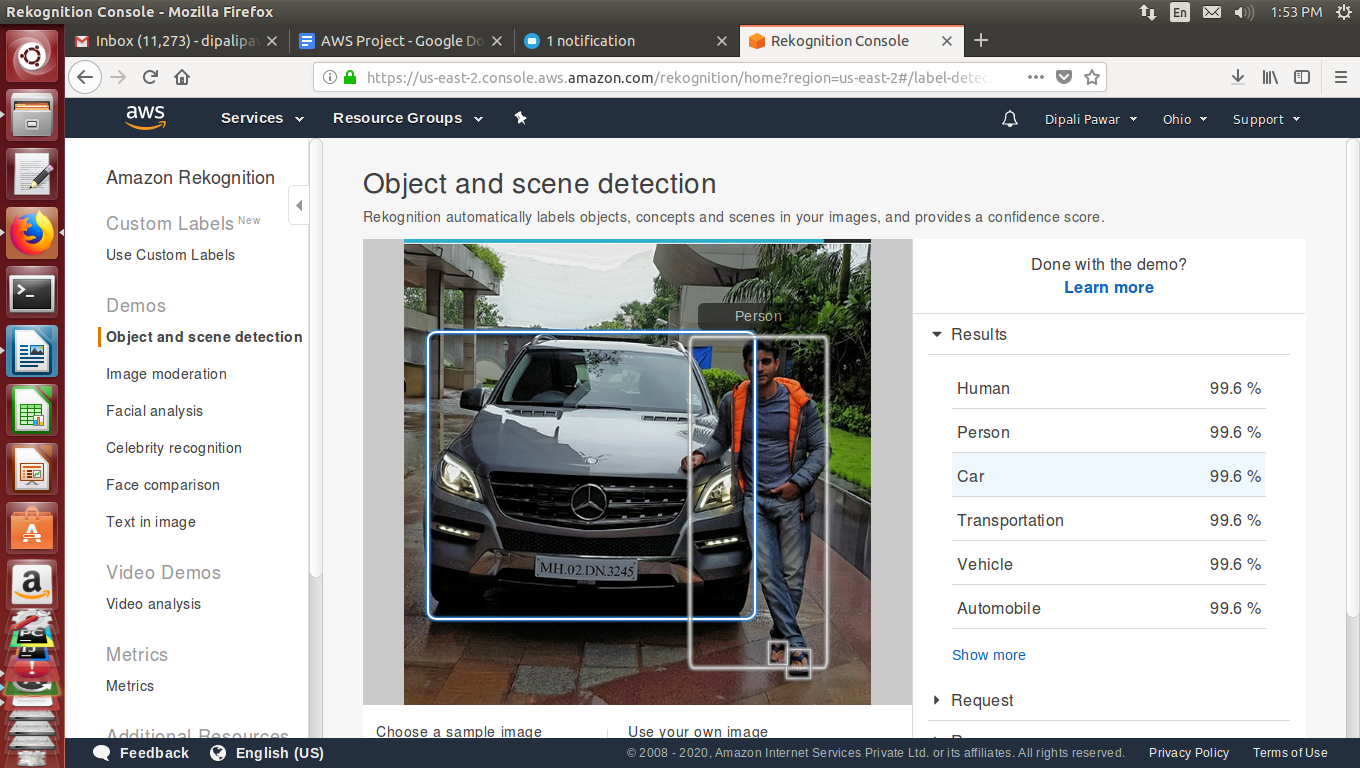 Rekognition Console - Mozilla Firefox
En
1:53 PM
Inbox (11,273) - dipalipaw
AWS Project - Google Do
1 notification
Rekognition Console
https://us-east-2.console.aws.amazon.com/rekognition/home?region=us-east-2#/label-detec
aws
Services
Resource Groups
Dipali Pawar
Ohio
Support
Amazon Rekognition
Custom Labels New
Use Custom Labels
Demos
Object and scene detection
Image moderation
Facial analysis
Celebrity recognition
Face comparison
Text in image
Video Demos
Video analysis
Metrics
Metrics
Additional Resources
Object and scene detection
Rekognition automatically labels objects, concepts and scenes in your images, and provides a confidence score.
Person
MH.02.DN.3245
Choose a sample image
Use your own image
Done with the demo?
Learn more
Results
Human 99.6 %
Person 99.6 %
Car 99.6 %
Transportation 99.6 %
Vehicle 99.6 %
Automobile 99.6 %
Show more
Request
Feedback
English (US)
© 2008 - 2020, Amazon Internet Services Private Ltd. or its affiliates. All rights reserved.
Privacy Policy
Terms of Use